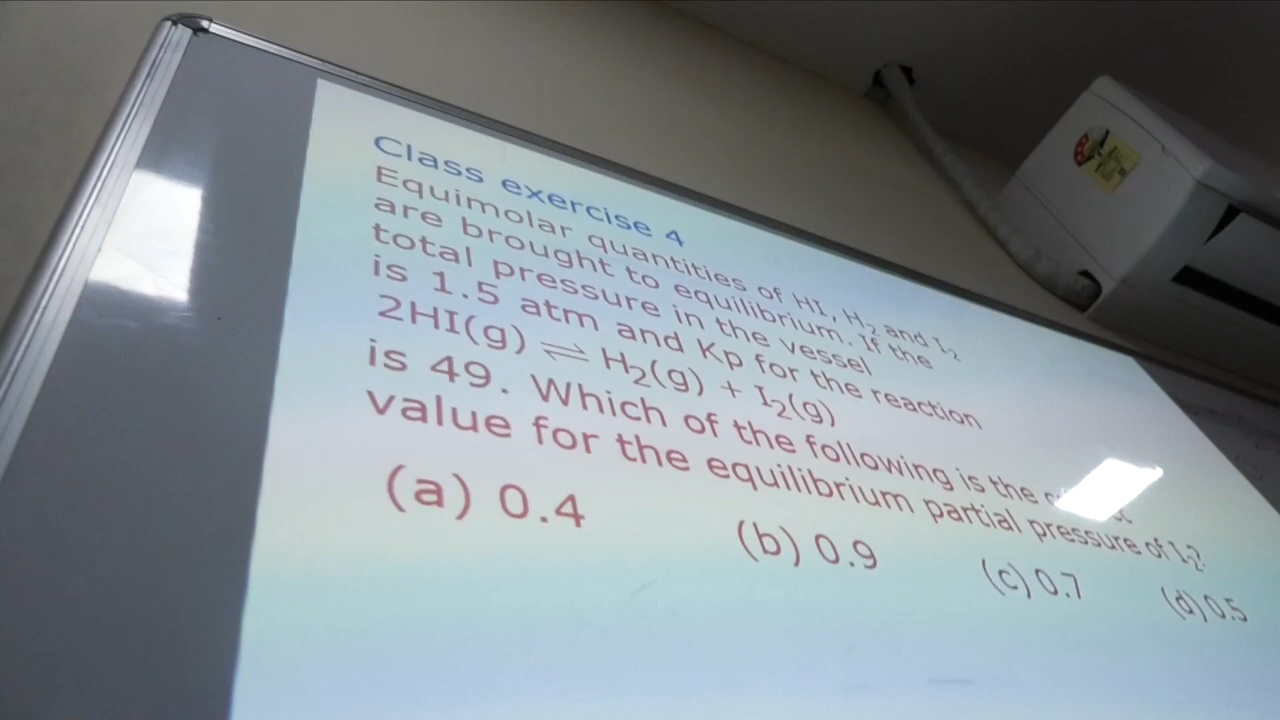 Class exercise 4
Equimolar quantities of HI, H₂ and I₂
are brought to equilibrium. If the
total pressure in the vessel
is 1.5 atm and Kp for the reaction
2HI(g) ⇌ H₂(g) + I₂(g)
is 49. Which of the following is the
value for the equilibrium partial pressure of I₂?
(a) 0.4 (b) 0.9 (c) 0.7 (d) 0.5